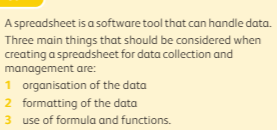 A spreadsheet is a software tool that can handle data.
Three main things that should be considered when
creating a spreadsheet for data collection and
management are:
1 organisation of the data
2 formatting of the data
3 use of formula and functions.